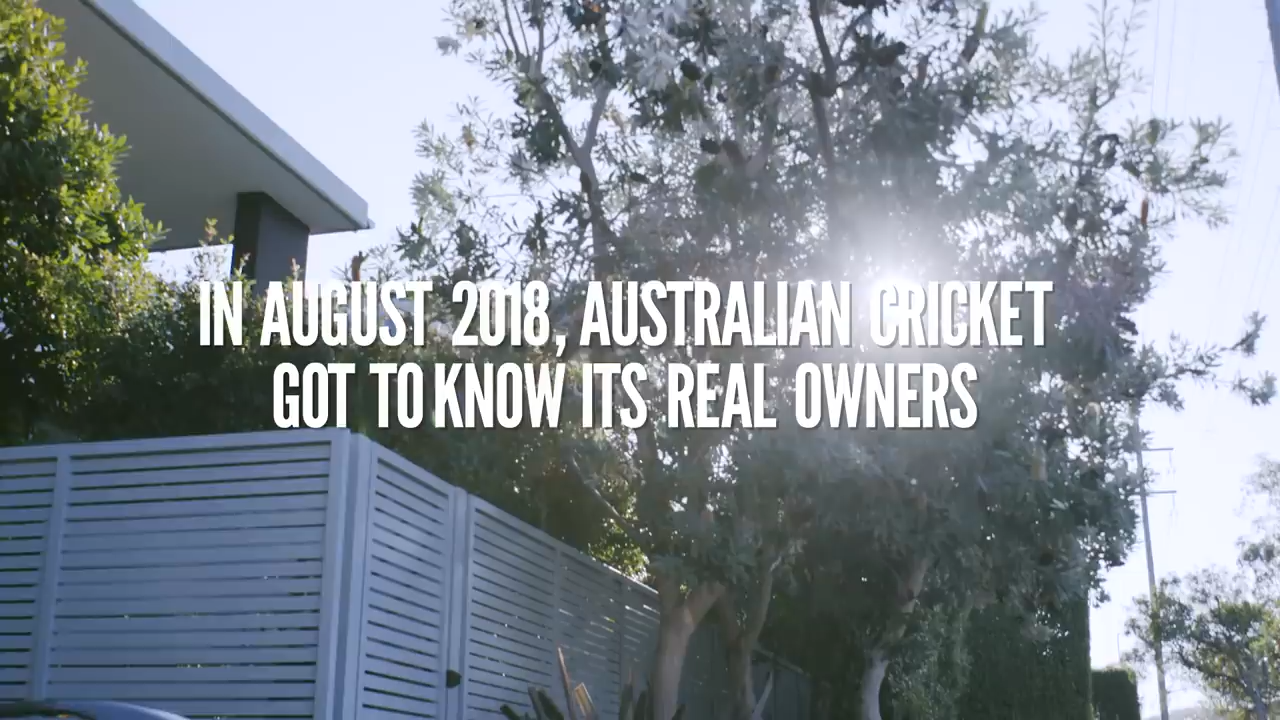 IN AUGUST 2018, AUSTRALIAN CRICKET
GOT TO KNOW ITS REAL OWNERS